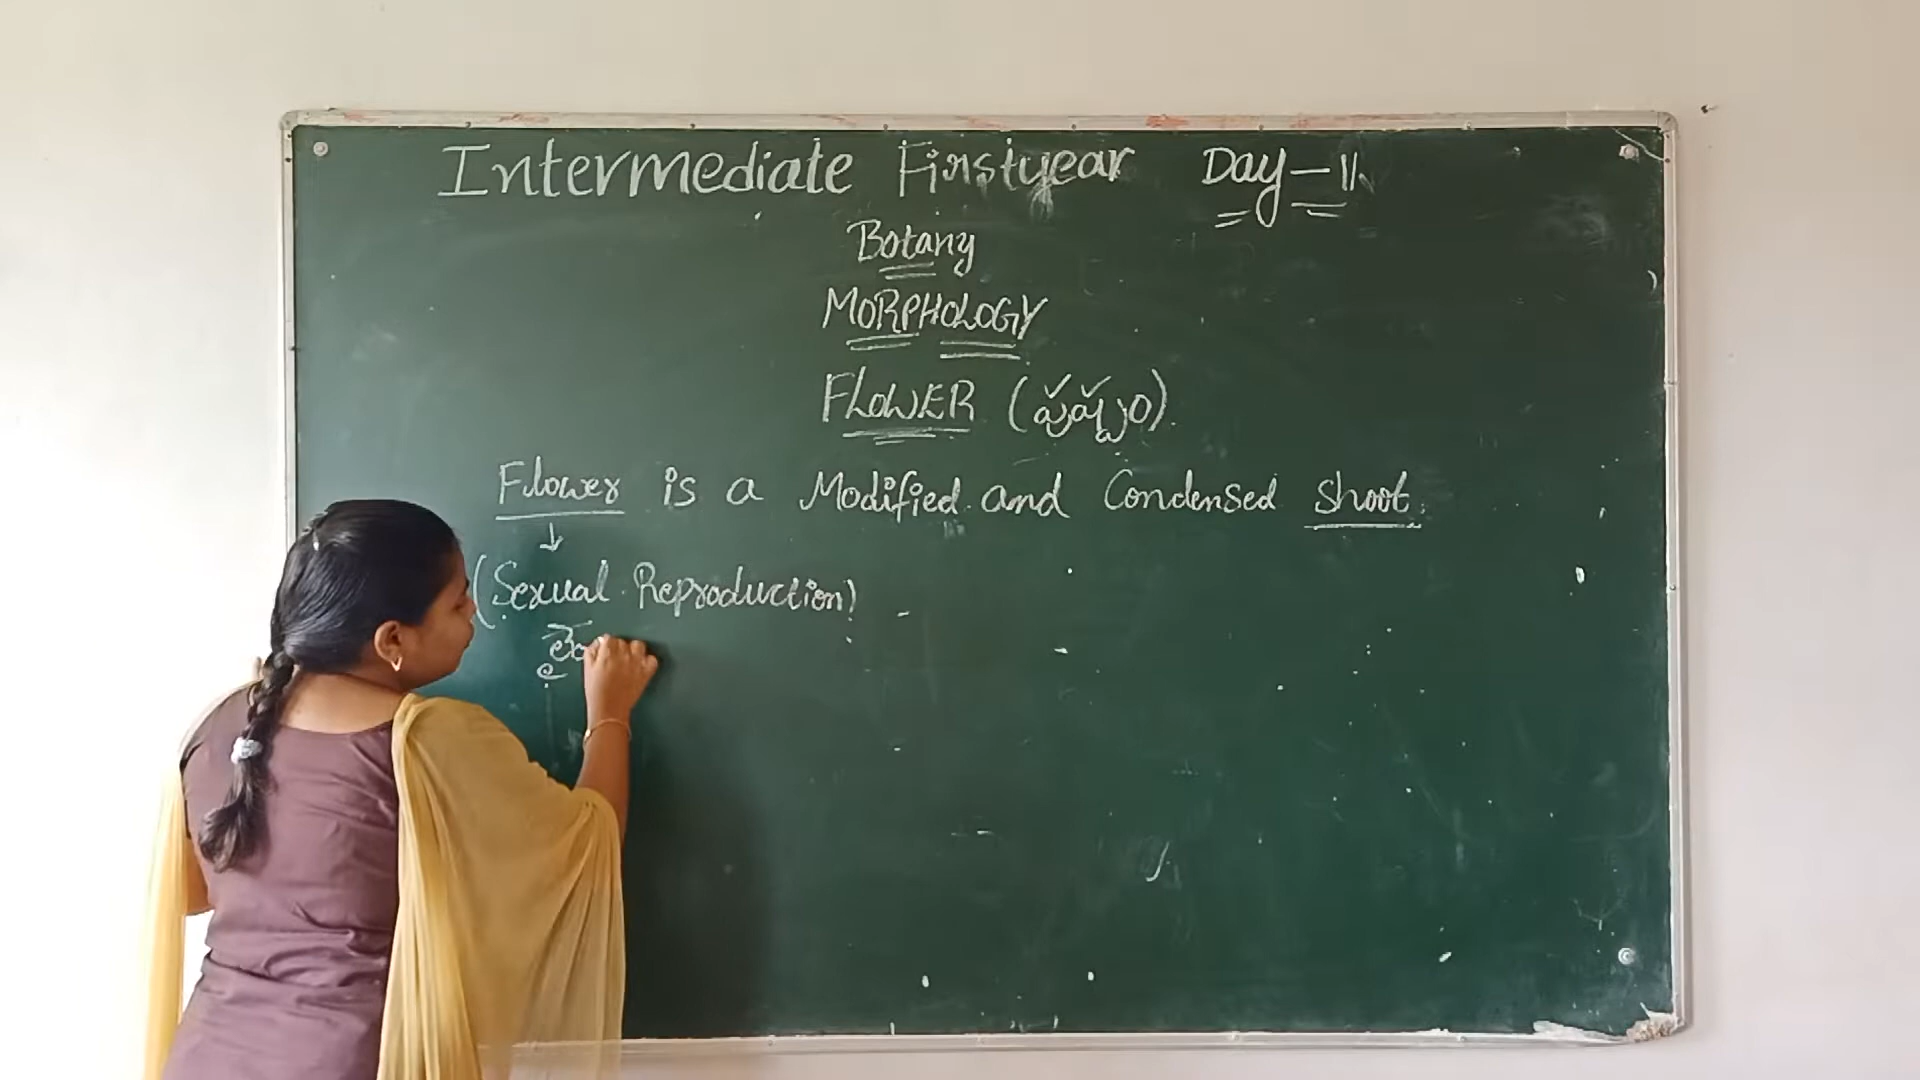 Intermediate Firstyear Day-11
Botany
MORPHOLOGY
FLOWER (పుష్పం)
Flower is a Modified and Condensed shoot.
↓
(Sexual Reproduction)